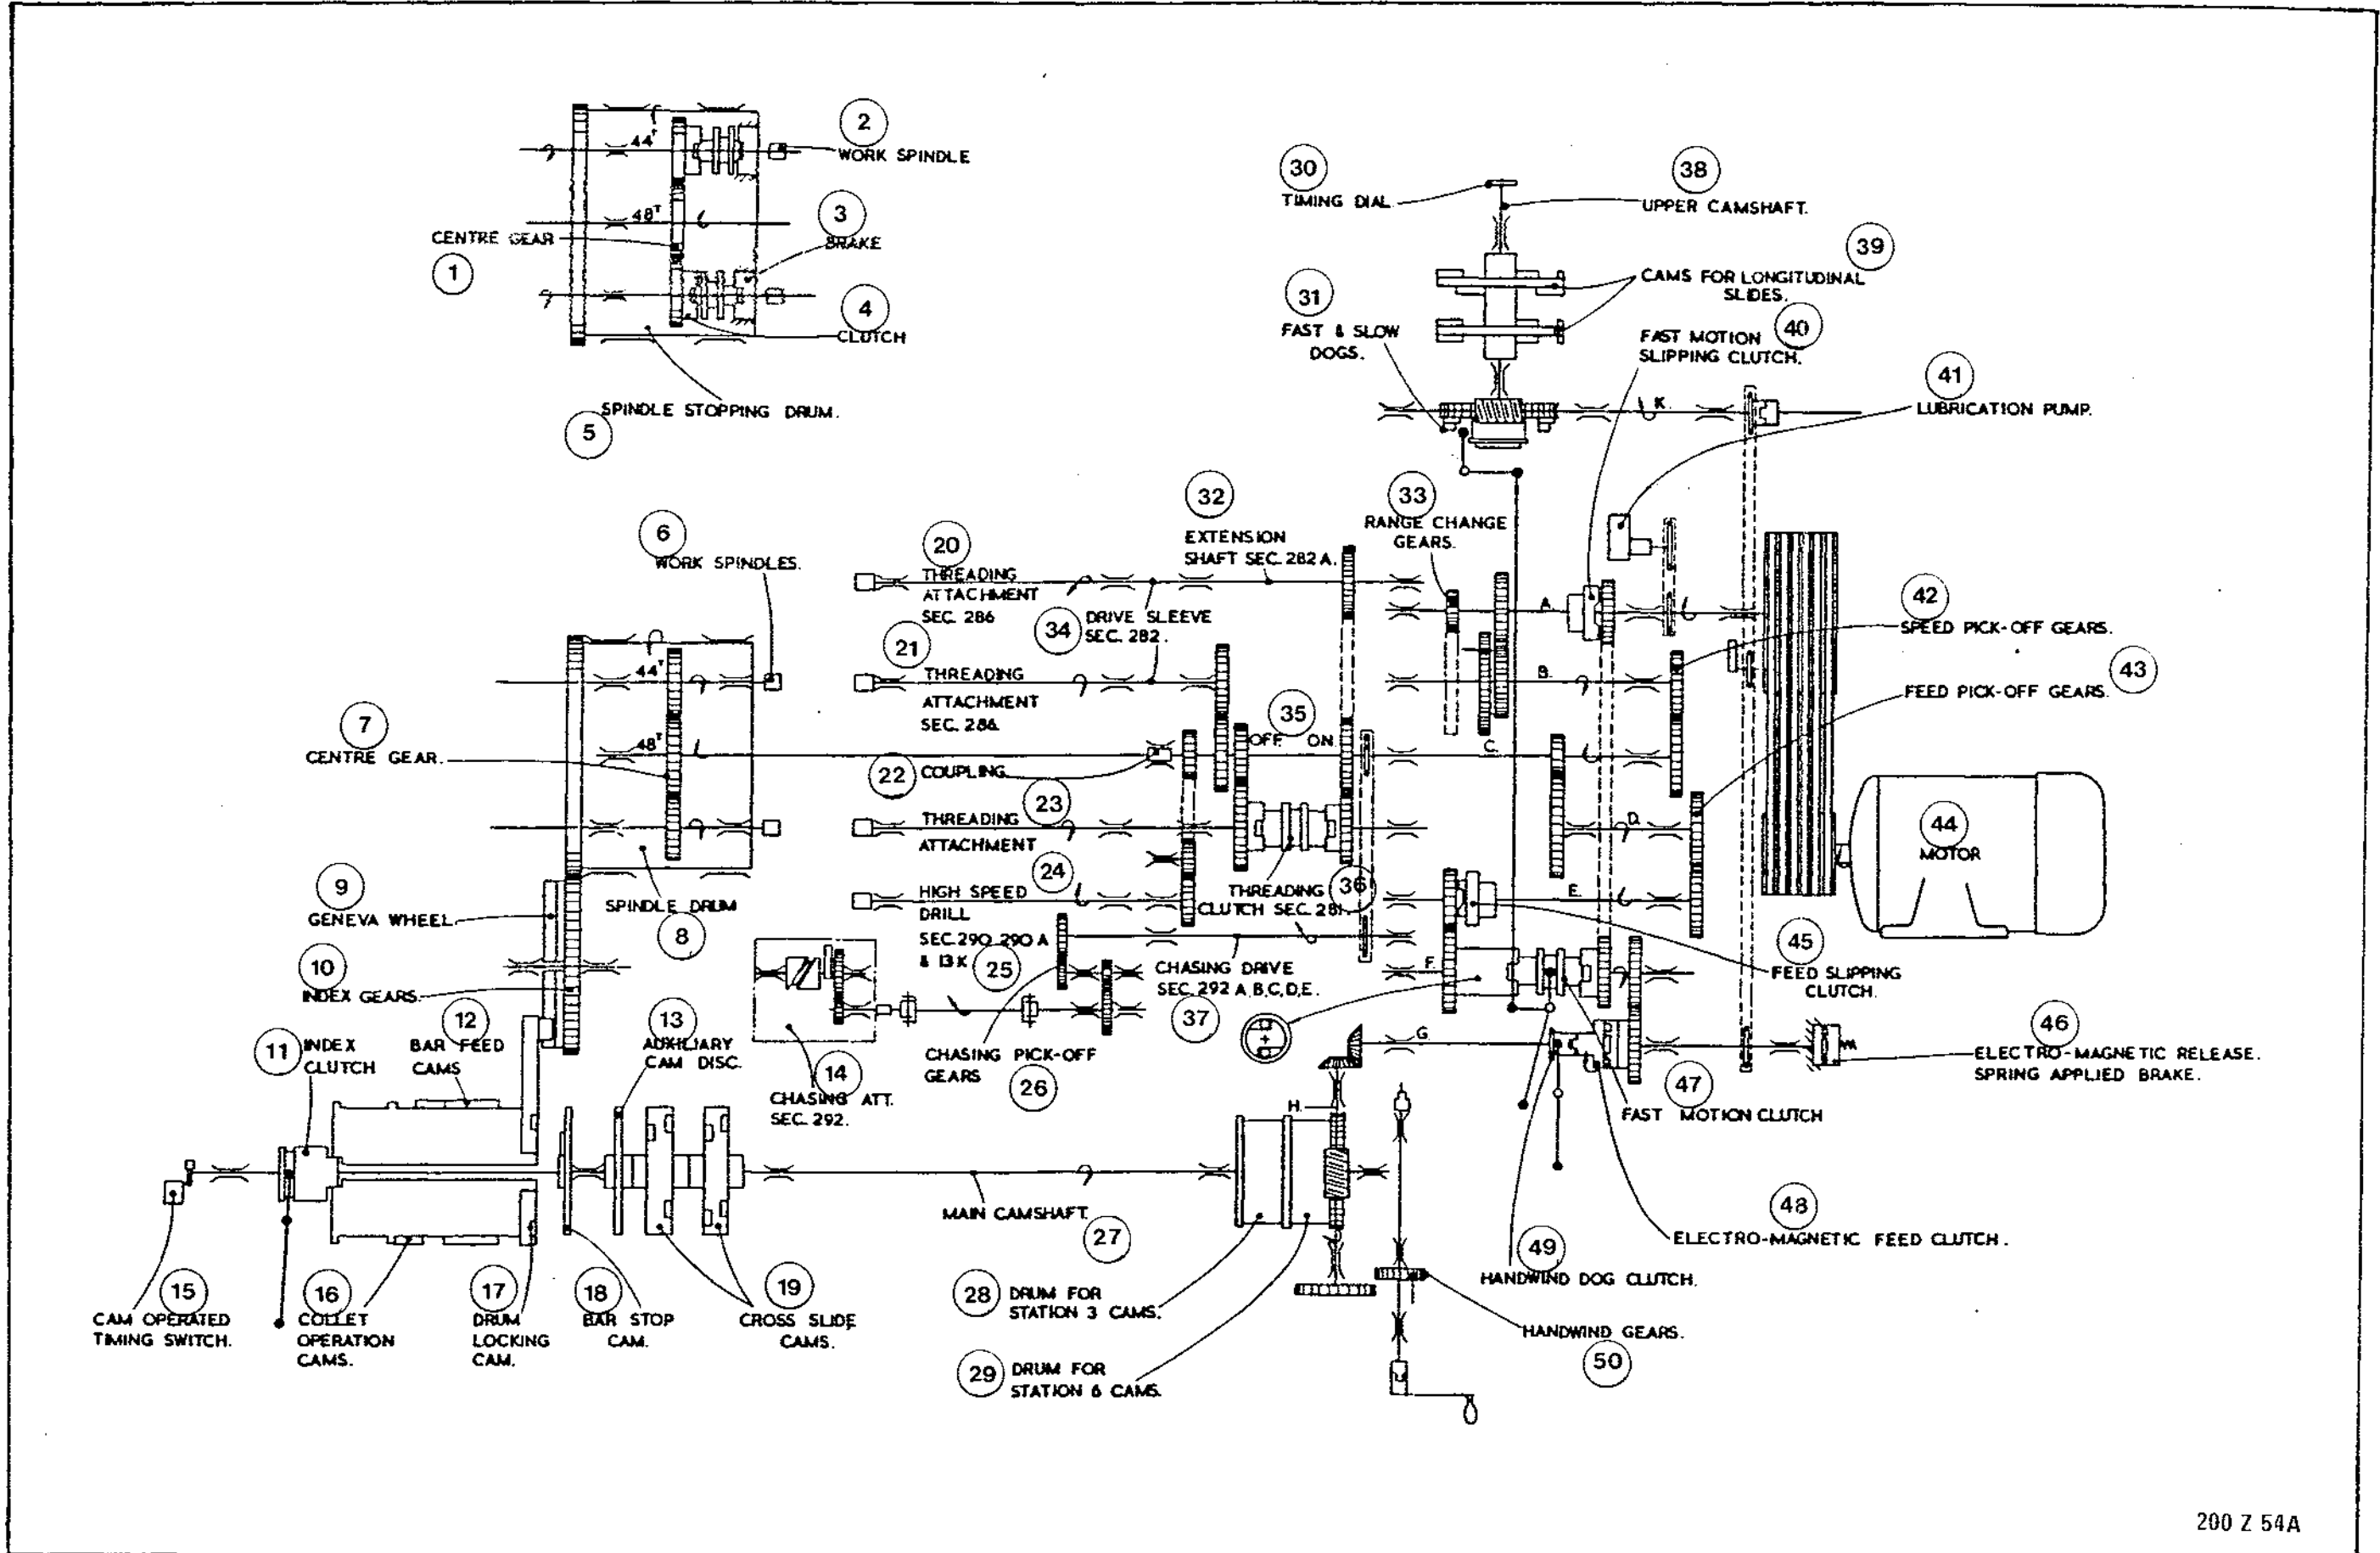 2
WORK SPINDLE
44T
48T
3
BRAKE
CENTRE GEAR
1
4
CLUTCH
SPINDLE STOPPING DRUM.
5
30
TIMING DIAL
38
UPPER CAMSHAFT.
39
CAMS FOR LONGITUDINAL
SLIDES.
31
FAST & SLOW
DOGS.
40
FAST MOTION
SLIPPING CLUTCH.
41
LUBRICATION PUMP.
K.
6
WORK SPINDLES.
20
THREADING
ATTACHMENT
SEC. 286
32
EXTENSION
SHAFT SEC. 282 A.
33
RANGE CHANGE
GEARS.
34
DRIVE SLEEVE
SEC. 282.
A.
42
SPEED PICK-OFF GEARS.
21
THREADING
ATTACHMENT
SEC. 286
44T
B.
43
FEED PICK-OFF GEARS.
7
CENTRE GEAR.
48T
35
OFF ON
C.
22
COUPLING
23
THREADING
ATTACHMENT
D.
44
MOTOR
9
GENEVA WHEEL
SPINDLE DRUM
8
24
HIGH SPEED
DRILL
SEC. 290 290 A
& 13 K
25
36
THREADING
CLUTCH SEC. 281.
E.
10
INDEX GEARS.
CHASING DRIVE
SEC. 292 A,B,C,D,E.
37
F.
45
FEED SLIPPING
CLUTCH.
11
INDEX
CLUTCH
12
BAR FEED
CAMS
13
AUXILIARY
CAM DISC.
14
CHASING ATT.
SEC. 292.
CHASING PICK-OFF
GEARS
26
G
46
ELECTRO-MAGNETIC RELEASE.
SPRING APPLIED BRAKE.
47
FAST MOTION CLUTCH
H.
MAIN CAMSHAFT.
27
48
ELECTRO-MAGNETIC FEED CLUTCH.
15
CAM OPERATED
TIMING SWITCH.
16
COLLET
OPERATION
CAMS.
17
DRUM
LOCKING
CAM.
18
BAR STOP
CAM.
19
CROSS SLIDE
CAMS.
28
DRUM FOR
STATION 3 CAMS.
49
HANDWIND DOG CLUTCH.
29
DRUM FOR
STATION 6 CAMS.
HANDWIND GEARS.
50
200 Z 54A